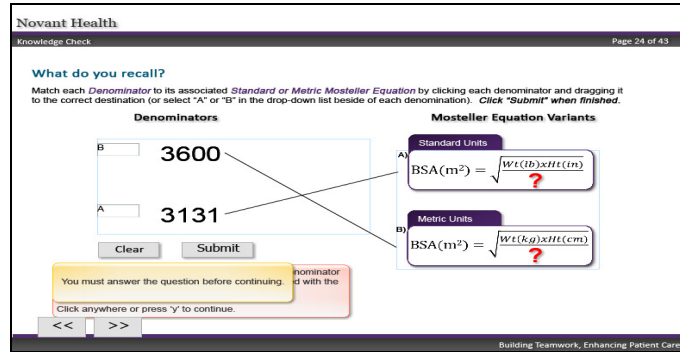 Novant Health
Knowledge Check
Page 24 of 43
What do you recall?
Match each Denominator to its associated Standard or Metric Mosteller Equation by clicking each denominator and dragging it
to the correct destination (or select "A" or "B" in the drop-down list beside of each denomination). Click "Submit" when finished.
Denominators
Mosteller Equation Variants
B
3600
A
3131
A)
Standard Units
BSA(m²) = √Wt(lb)xHt(in)
?
B)
Metric Units
BSA(m²) = √Wt(kg)xHt(cm)
?
Clear
Submit
You must answer the question before continuing.
nominator
d with the
Click anywhere or press 'y' to continue.
<<
>>
Building Teamwork, Enhancing Patient Care